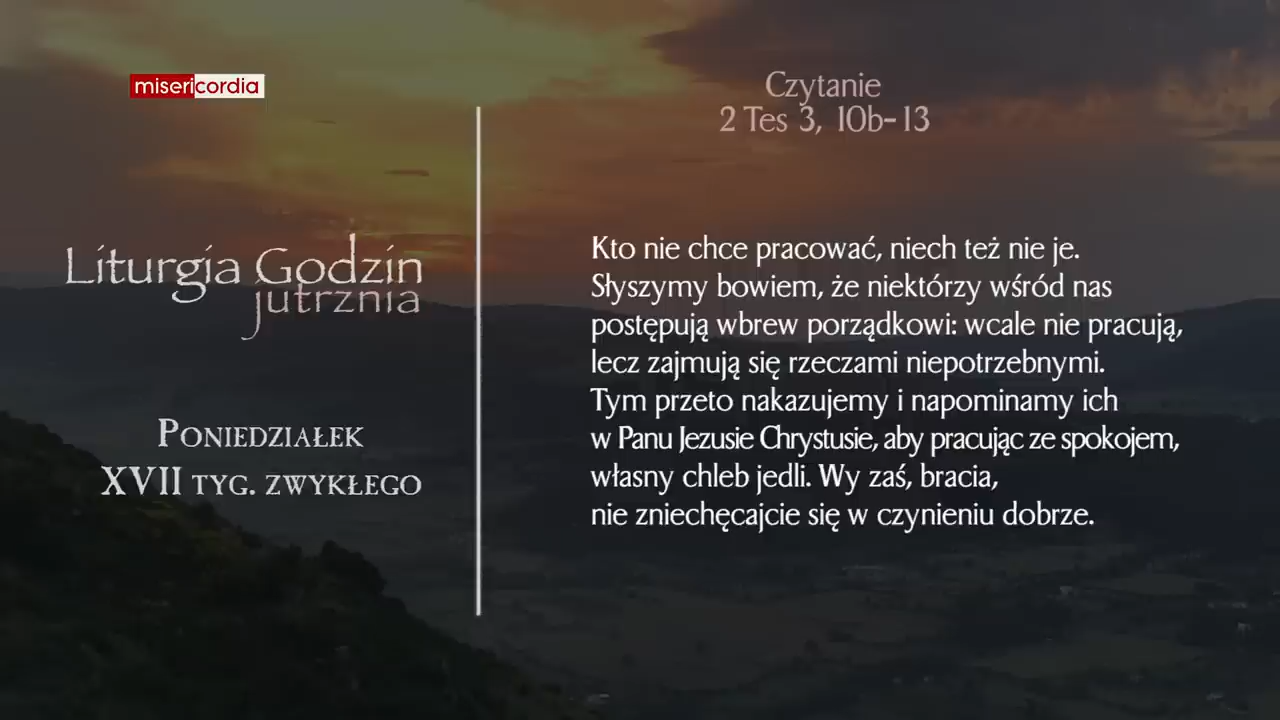 misericordia
Liturgia Godzin
jutrznia
Poniedziałek
XVII tyg. zwykłego
Czytanie
2 Tes 3, 10b-13
Kto nie chce pracować, niech też nie je.
Słyszymy bowiem, że niektórzy wśród nas
postępują wbrew porządkowi: wcale nie pracują,
lecz zajmują się rzeczami niepotrzebnymi.
Tym przeto nakazujemy i napominamy ich
w Panu Jezusie Chrystusie, aby pracując ze spokojem,
własny chleb jedli. Wy zaś, bracia,
nie zniechęcajcie się w czynieniu dobrze.